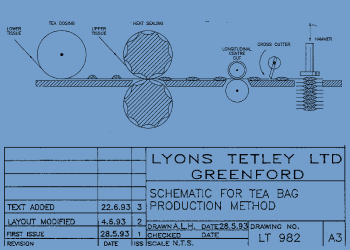 TEA DOSING
HEAT SEALING
LOWER
TISSUE
UPPER
TISSUE
LONGITUDINAL
CENTRE
CUT
CROSS CUTTER
HAMMER
LYONS TETLEY LTD
GREENFORD
SCHEMATIC FOR TEA BAG
PRODUCTION METHOD
TEXT ADDED 22.6.93 3
LAYOUT MODIFIED 4.6.93 2
FIRST ISSUE 28.5.93 1
REVISION DATE ISS
DRAWN A.L.H. DATE 28.5.93
CHECKED DATE
SCALE N.T.S.
DRAWING NO.
LT 982
A3